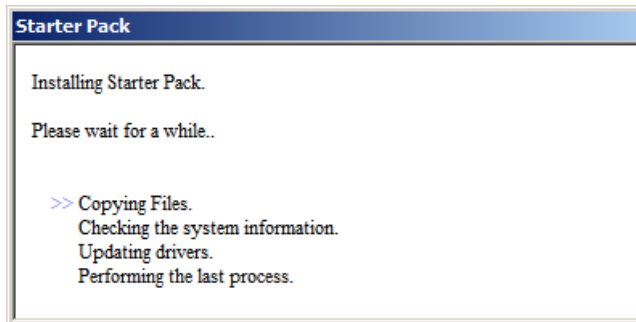 Starter Pack
Installing Starter Pack.
Please wait for a while..
>> Copying Files.
Checking the system information.
Updating drivers.
Performing the last process.